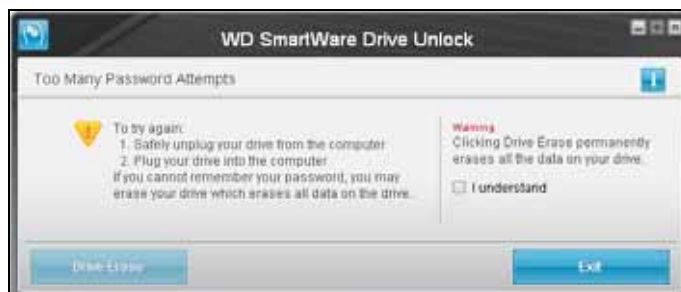 WD SmartWare Drive Unlock
Too Many Password Attempts
To try again:
1. Safely unplug your drive from the computer
2. Plug your drive into the computer
If you cannot remember your password, you may
erase your drive which erases all data on the drive.
Warning
Clicking Drive Erase permanently
erases all the data on your drive.
I understand
Drive Erase
Exit